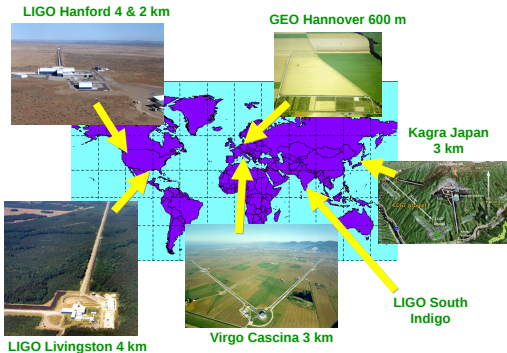 LIGO Hanford 4 & 2 km
GEO Hannover 600 m
Kagra Japan
3 km
LIGO South
Indigo
Virgo Cascina 3 km
LIGO Livingston 4 km